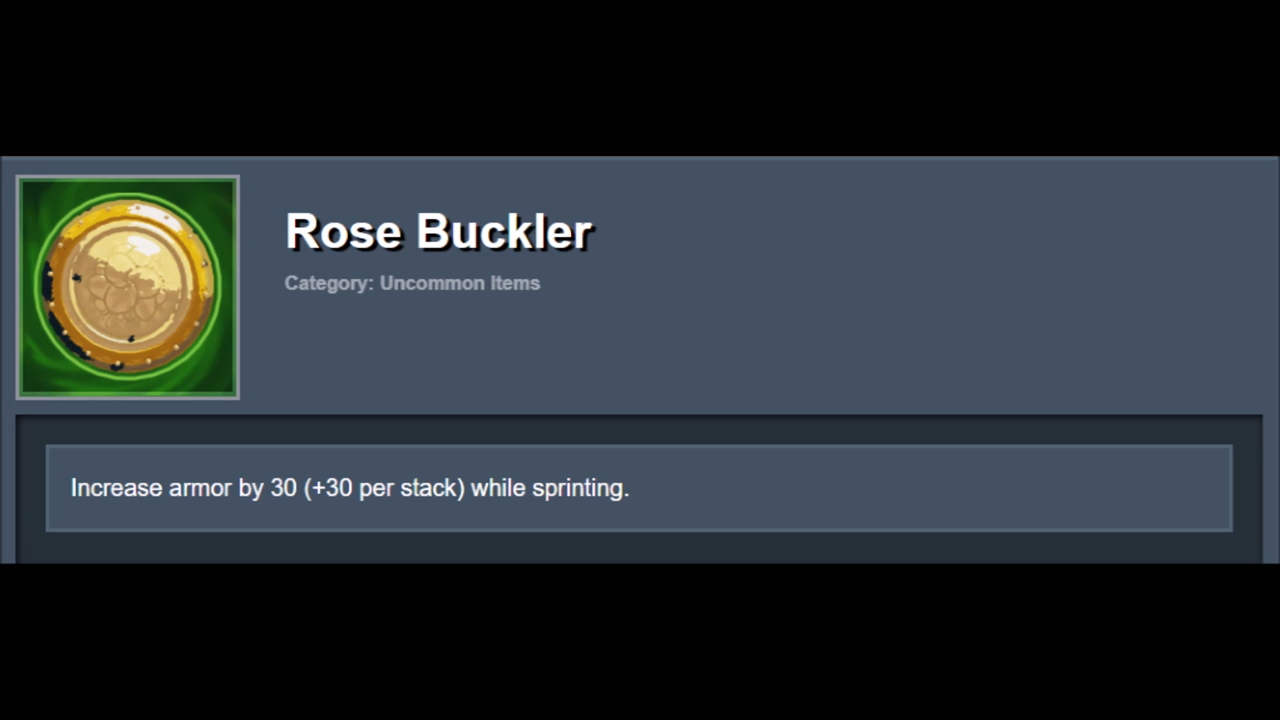 Rose Buckler
Category: Uncommon Items
Increase armor by 30 (+30 per stack) while sprinting.